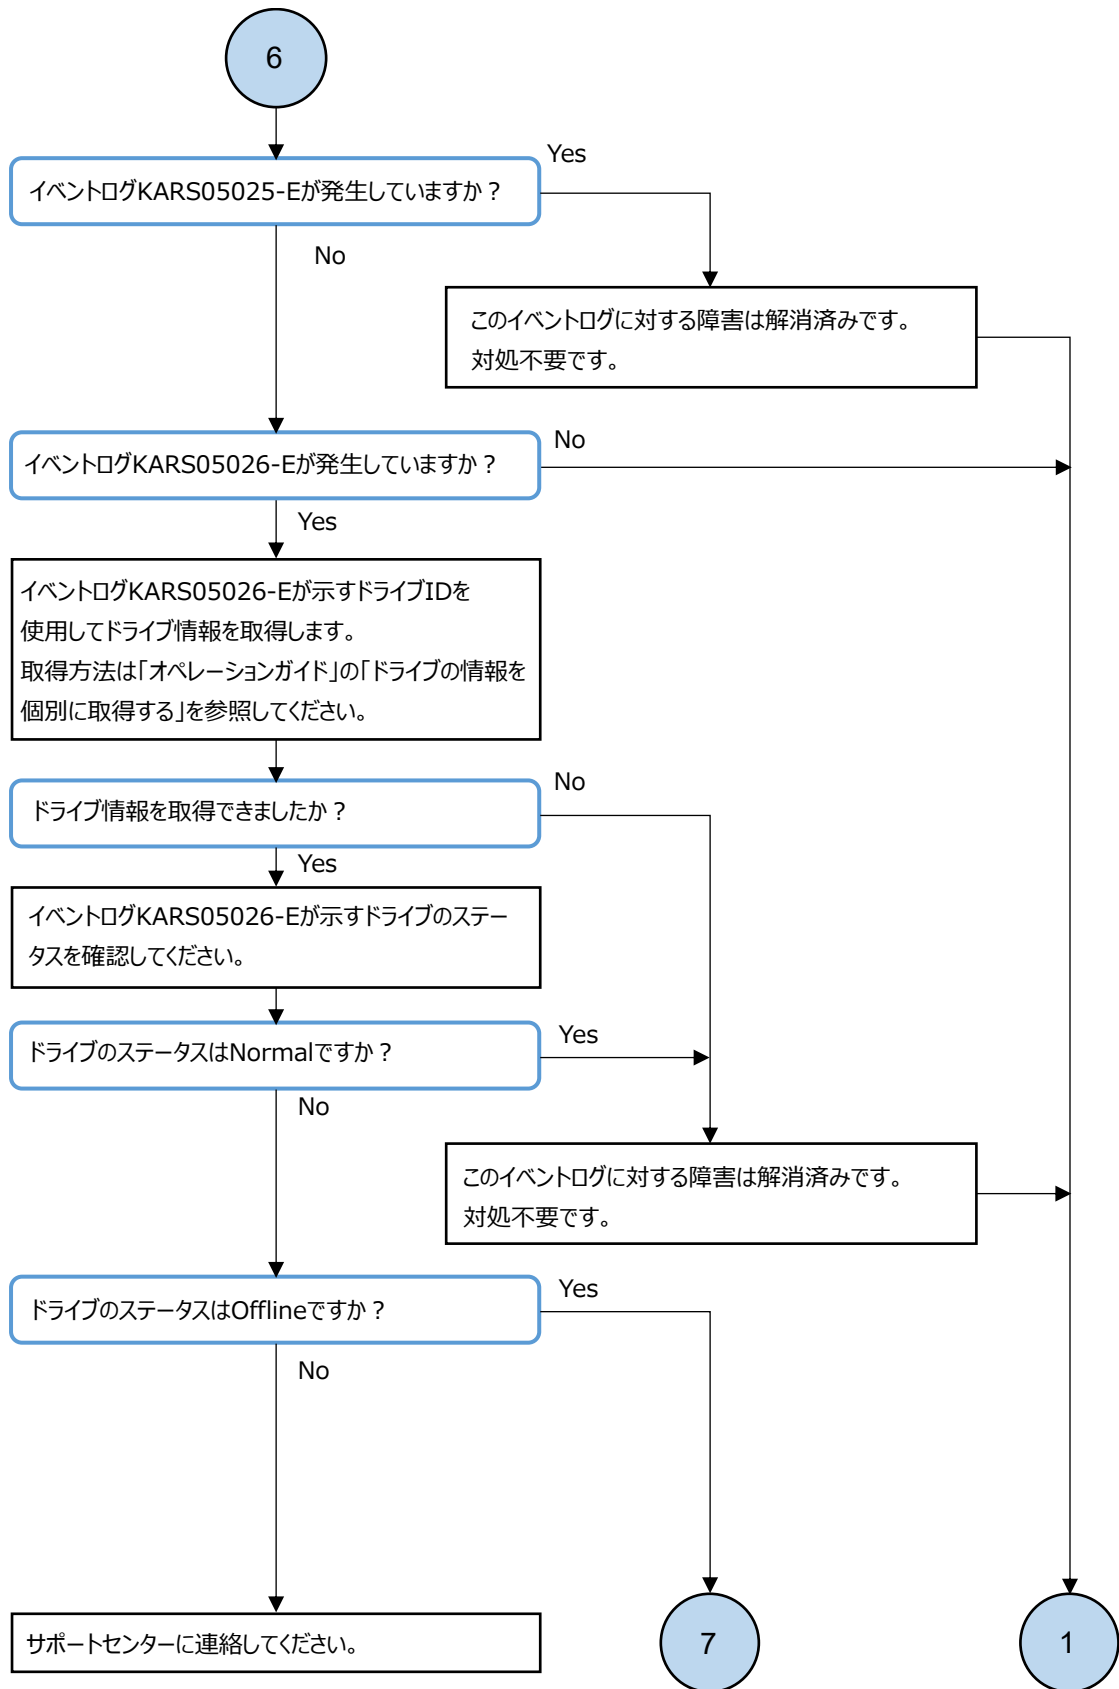 6
イベントログKARS05025-Eが発生していますか？
Yes
No
このイベントログに対する障害は解消済みです。
対処不要です。
イベントログKARS05026-Eが発生していますか？
No
Yes
イベントログKARS05026-Eが示すドライブIDを
使用してドライブ情報を取得します。
取得方法は「オペレーションガイド」の「ドライブの情報を
個別に取得する」を参照してください。
ドライブ情報を取得できましたか？
No
Yes
イベントログKARS05026-Eが示すドライブのステー
タスを確認してください。
ドライブのステータスはNormalですか？
Yes
No
このイベントログに対する障害は解消済みです。
対処不要です。
ドライブのステータスはOfflineですか？
Yes
No
サポートセンターに連絡してください。
7
1